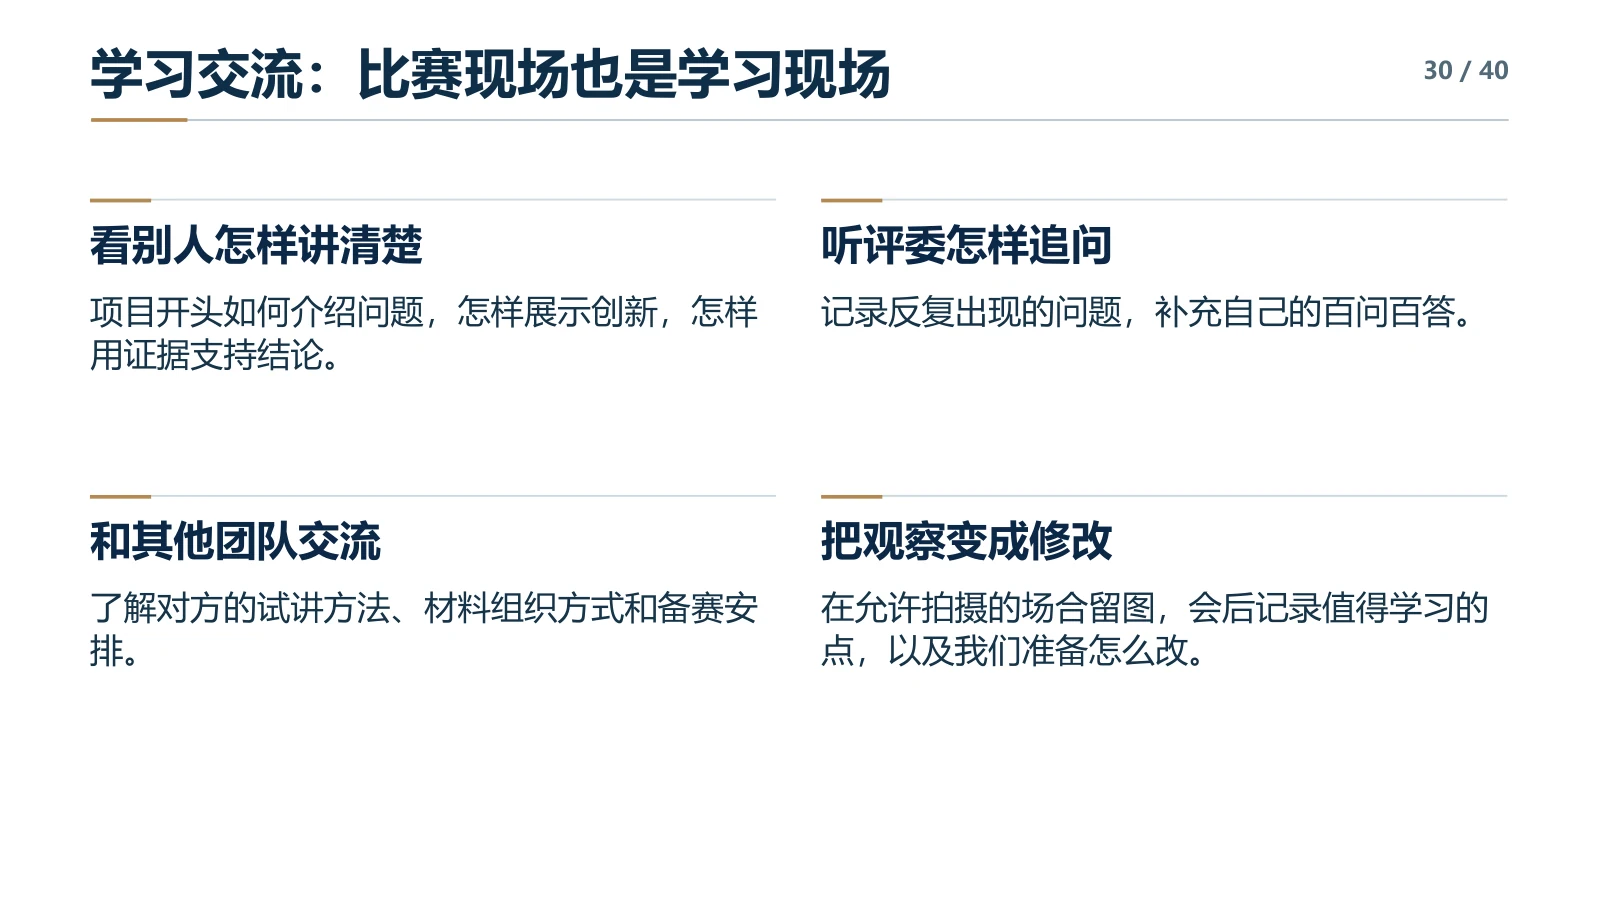 学习交流：比赛现场也是学习现场
30 / 40
看别人怎样讲清楚
项目开头如何介绍问题，怎样展示创新，怎样
用证据支持结论。
听评委怎样追问
记录反复出现的问题，补充自己的百问百答。
和其他团队交流
了解对方的试讲方法、材料组织方式和备赛安
排。
把观察变成修改
在允许拍摄的场合留图，会后记录值得学习的
点，以及我们准备怎么改。